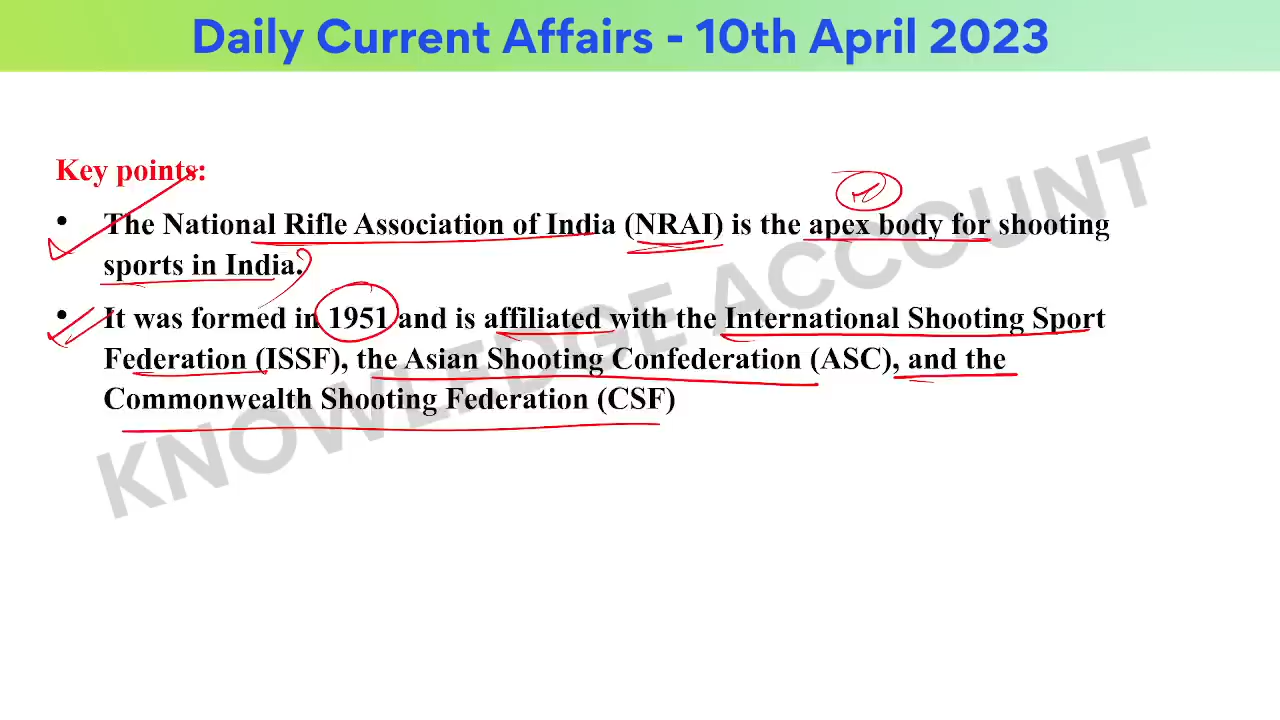 Daily Current Affairs - 10th April 2023
Key points:
• The National Rifle Association of India (NRAI) is the apex body for shooting
sports in India.
• It was formed in 1951 and is affiliated with the International Shooting Sport
Federation (ISSF), the Asian Shooting Confederation (ASC), and the
Commonwealth Shooting Federation (CSF)
KNOWLEDGE ACCOUNT